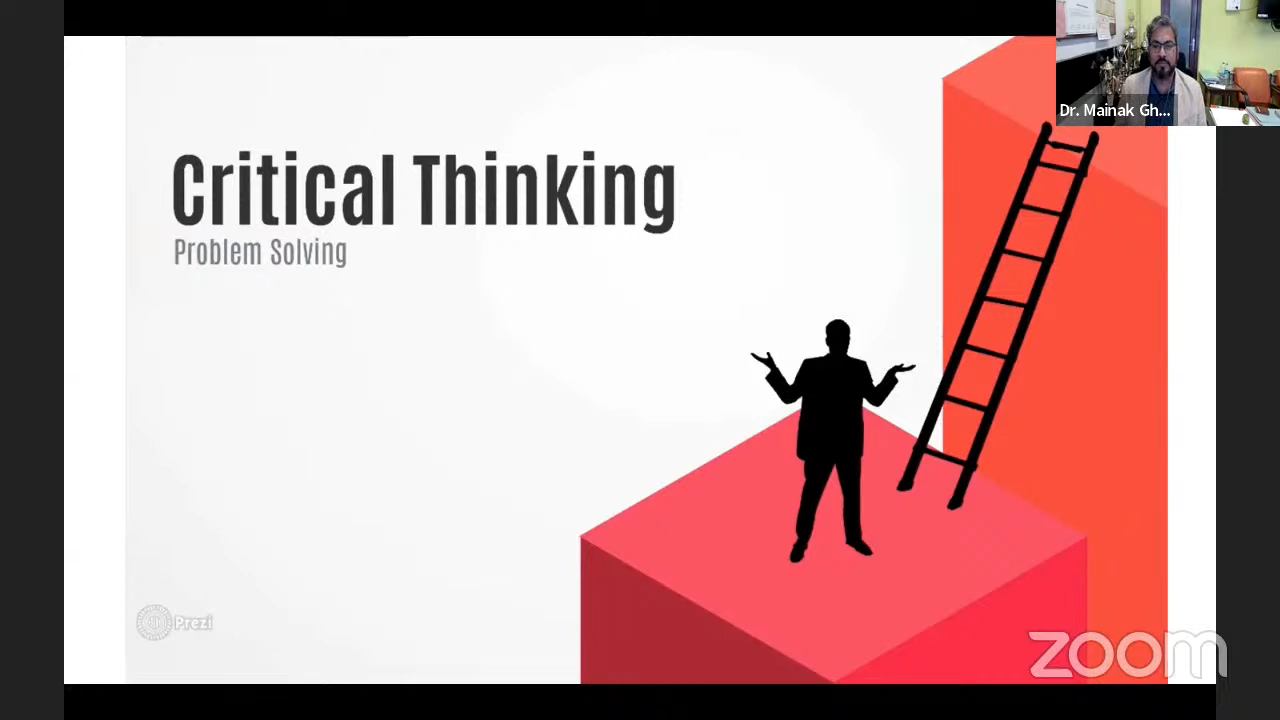 Dr. Mainak Gh...
Critical Thinking
Problem Solving
Prezi
zoom